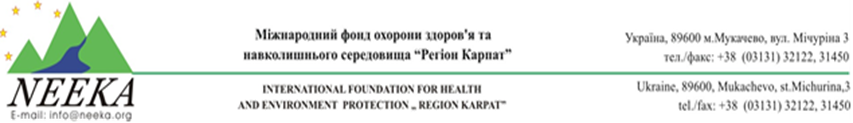 NEEKA
E-mail: info@neeka.org
Міжнародний фонд охорони здоров'я та
навколишнього середовища “Регіон Карпат”
INTERNATIONAL FOUNDATION FOR HEALTH
AND ENVIRONMENT PROTECTION „ REGION KARPAT”
Україна, 89600 м.Мукачево, вул. Мічуріна 3
тел./факс: +38 (03131) 32122, 31450
Ukraine, 89600, Mukachevo, st.Michurina,3
tel./fax: +38 (03131) 32122, 31450